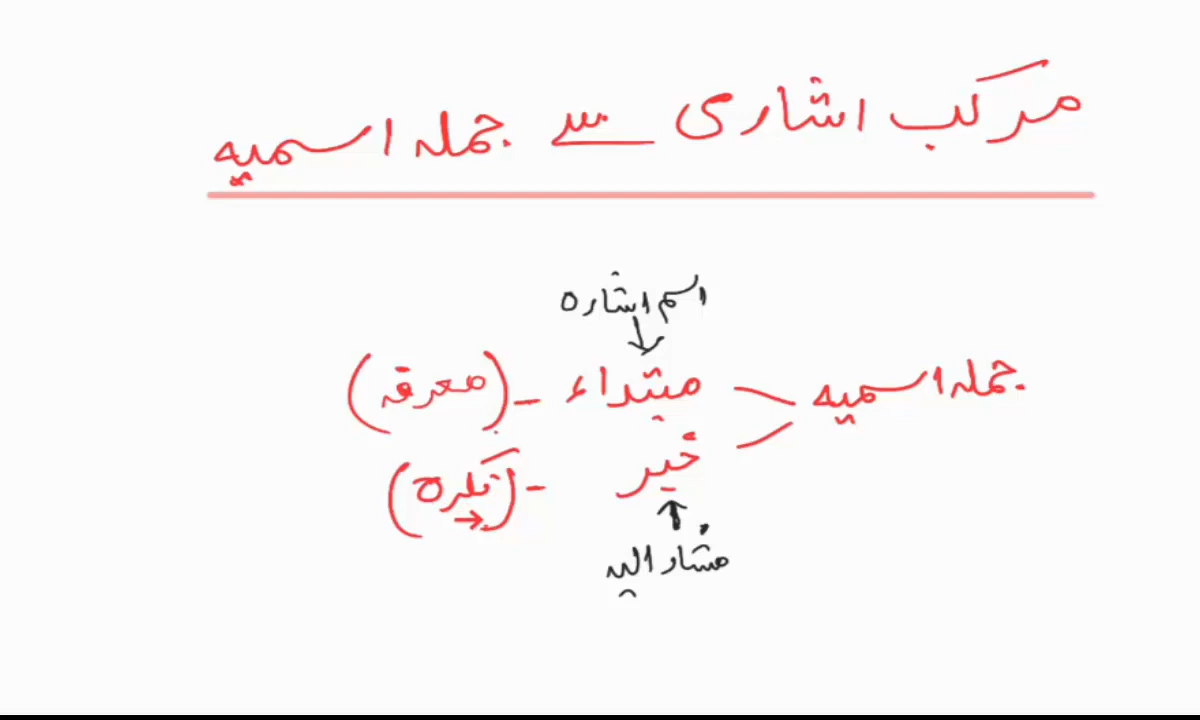 مرکب اشاری سے جملہ اسمیہ
اسم اشارہ
↓
جملہ اسمیہ مبتداء - (معرفہ)
خبر - (نکرہ)
↑
مشار الیہ